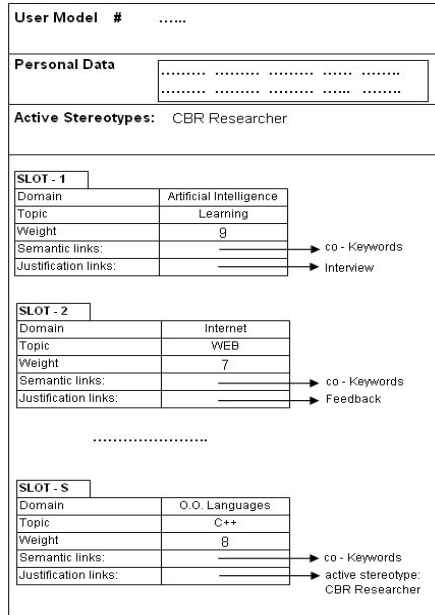 User Model # ......
Personal Data
......... ......... ......... ...... ........
......... ......... ......... ...... ........
Active Stereotypes: CBR Researcher
SLOT - 1
Domain Artificial Intelligence
Topic Learning
Weight 9
Semantic links: co - Keywords
Justification links: Interview
SLOT - 2
Domain Internet
Topic WEB
Weight 7
Semantic links: co - Keywords
Justification links: Feedback
.......................
SLOT - S
Domain O.O. Languages
Topic C++
Weight 8
Semantic links: co - Keywords
Justification links: active stereotype:
CBR Researcher